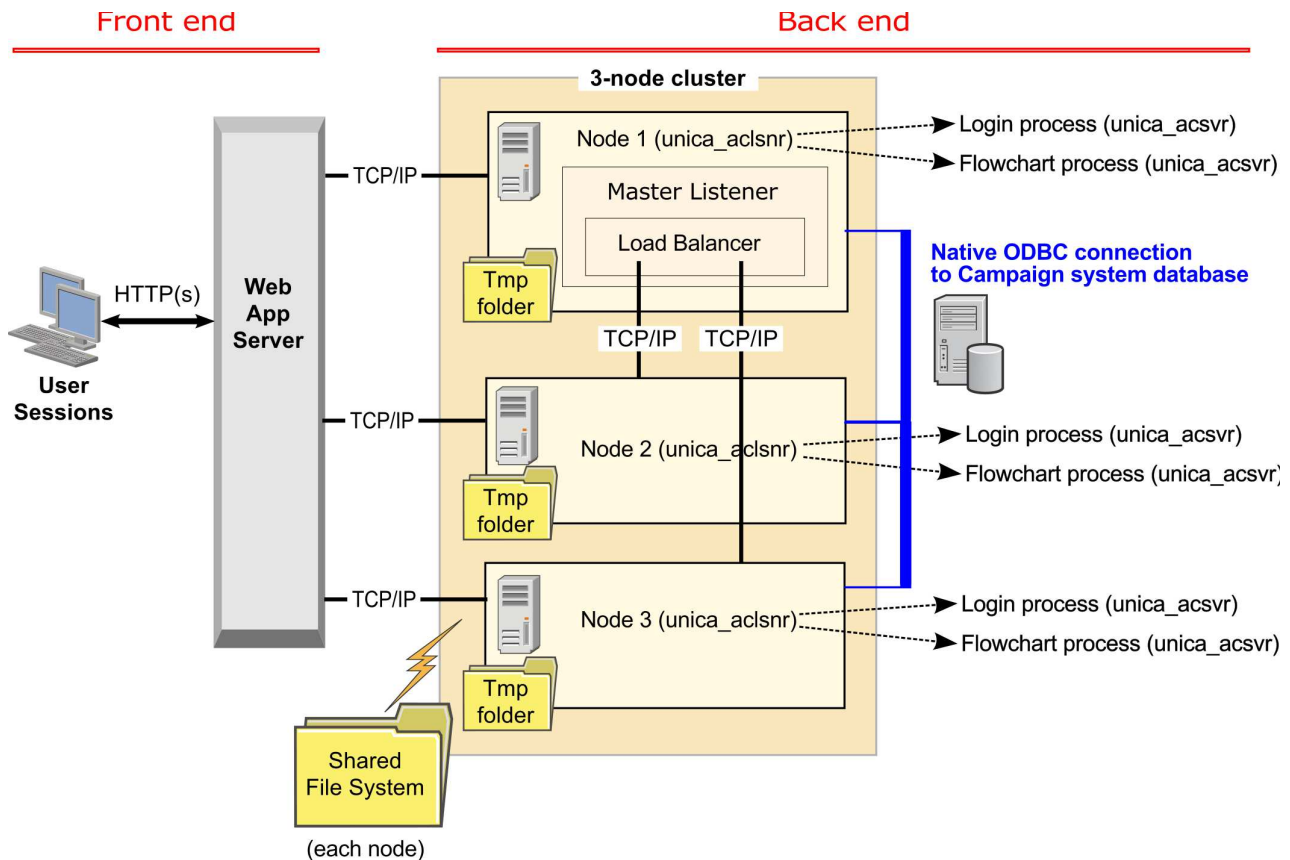 Front end
Back end
3-node cluster
Node 1 (unica_aclsnr)
Login process (unica_acsvr)
Flowchart process (unica_acsvr)
TCP/IP
Master Listener
Load Balancer
Tmp
folder
Native ODBC connection
to Campaign system database
HTTP(s)
Web
App
Server
User
Sessions
TCP/IP
TCP/IP
TCP/IP
Node 2 (unica_aclsnr)
Login process (unica_acsvr)
Flowchart process (unica_acsvr)
Tmp
folder
TCP/IP
Node 3 (unica_aclsnr)
Login process (unica_acsvr)
Flowchart process (unica_acsvr)
Tmp
folder
Shared
File System
(each node)